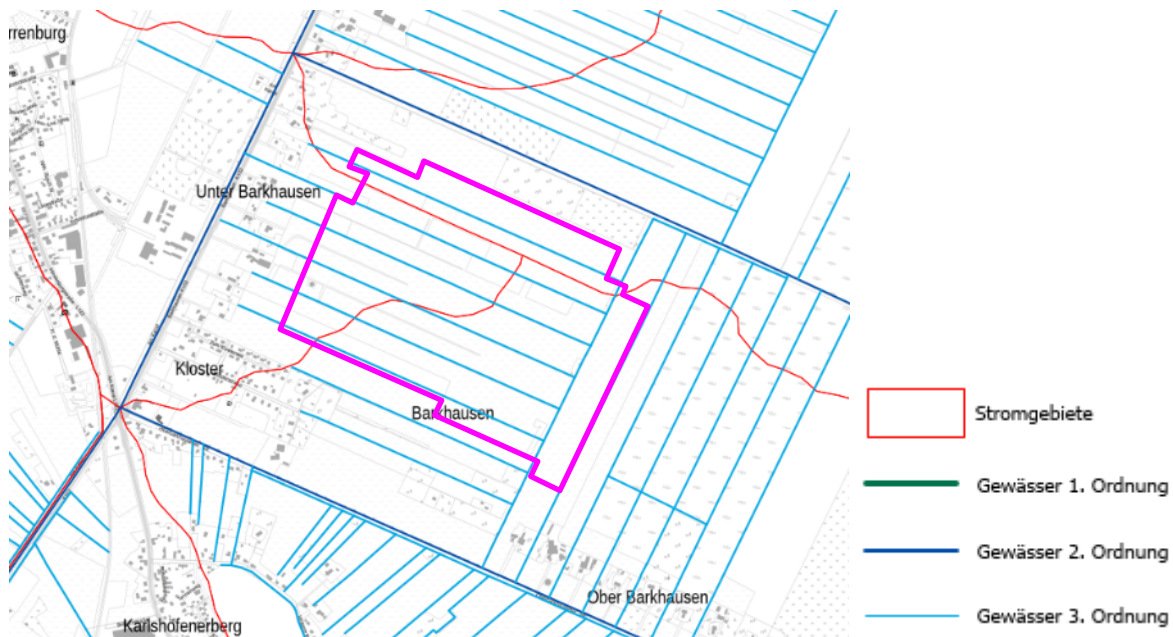 rrenburg
Unter Barkhausen
Kloster
Barkhausen
Ober Barkhausen
Karlshöfenerberg
Stromgebiete
Gewässer 1. Ordnung
Gewässer 2. Ordnung
Gewässer 3. Ordnung